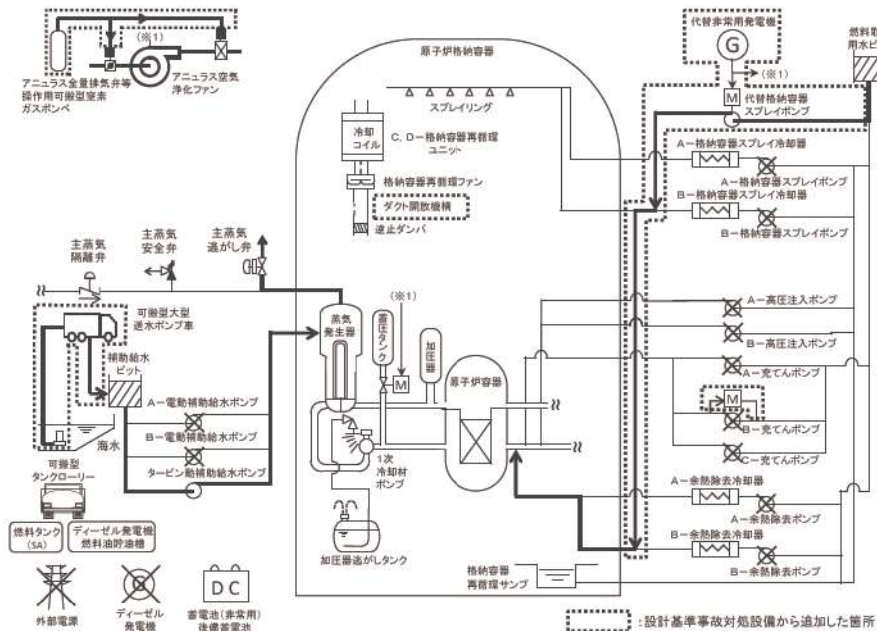 (※1)
アニュラス全量排気弁等
操作用可搬型窒素
ガスボンベ
アニュラス空気
浄化ファン
原子炉格納容器
スプレイリング
冷却
コイル
C, D-格納容器再循環
ユニット
格納容器再循環ファン
ダクト開放機構
逆止ダンパ
代替非常用発電機
G
(※1)
M
代替格納容器
スプレイポンプ
燃料取
用水ピ
A-格納容器スプレイ冷却器
A-格納容器スプレイポンプ
B-格納容器スプレイ冷却器
B-格納容器スプレイポンプ
主蒸気
隔離弁
主蒸気
安全弁
主蒸気
逃がし弁
可搬型大型
送水ポンプ車
補助給水
ピット
海水
A-電動補助給水ポンプ
B-電動補助給水ポンプ
タービン動補助給水ポンプ
可搬型
タンクローリー
燃料タンク
(SA)
ディーゼル発電機
燃料油貯油槽
外部電源
G
ディーゼル
発電機
DC
蓄電池(非常用)
後備蓄電池
蒸気
発生器
蓄圧タンク
(※1)
M
加圧器
原子炉容器
1次
冷却材
ポンプ
加圧器逃がしタンク
A-高圧注入ポンプ
B-高圧注入ポンプ
A-充てんポンプ
M
B-充てんポンプ
C-充てんポンプ
A-余熱除去冷却器
A-余熱除去ポンプ
B-余熱除去冷却器
B-余熱除去ポンプ
格納容器
再循環サンプ
:設計基準事故対処設備から追加した箇所